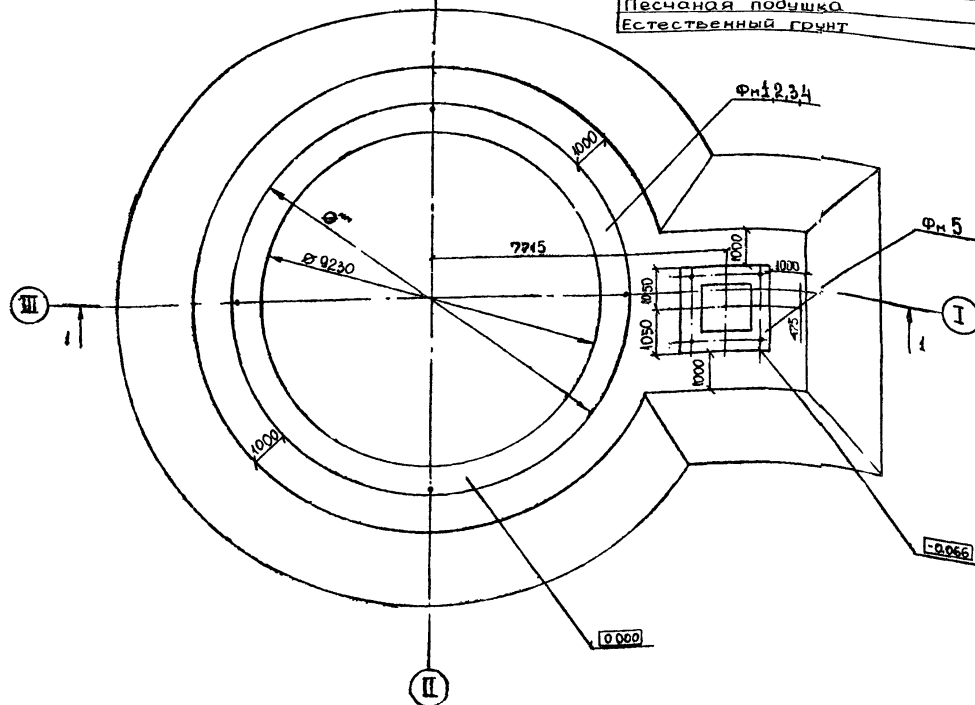 Песчаная подушка
Естественный грунт
Фм1,2,3,4
1000
7715
Ø 9230
Фм 5
1000
1000
1050
1050
475
1000
III
I
1
1
1000
-0.066
0.000
II